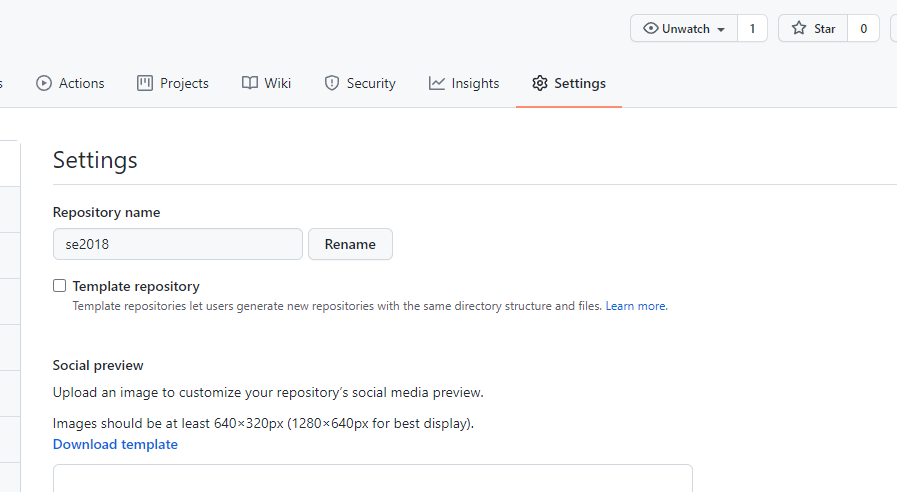 Unwatch 1 Star 0
s Actions Projects Wiki Security Insights Settings
Settings
Repository name
se2018 Rename
Template repository
Template repositories let users generate new repositories with the same directory structure and files. Learn more.
Social preview
Upload an image to customize your repository’s social media preview.
Images should be at least 640×320px (1280×640px for best display).
Download template